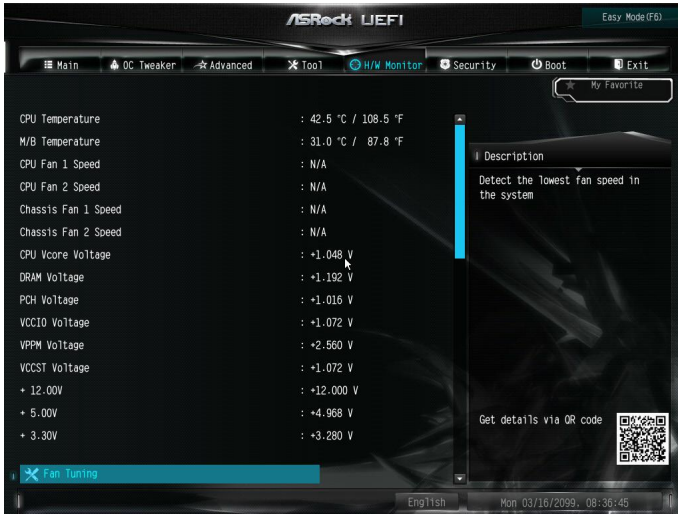 ASRock UEFI
Easy Mode(F6)
Main OC Tweaker Advanced Tool H/W Monitor Security Boot Exit
My Favorite
CPU Temperature : 42.5 °C / 108.5 °F
M/B Temperature : 31.0 °C / 87.8 °F
CPU Fan 1 Speed : N/A
CPU Fan 2 Speed : N/A
Chassis Fan 1 Speed : N/A
Chassis Fan 2 Speed : N/A
CPU Vcore Voltage : +1.048 V
DRAM Voltage : +1.192 V
PCH Voltage : +1.016 V
VCCIO Voltage : +1.072 V
VPPM Voltage : +2.560 V
VCCST Voltage : +1.072 V
+ 12.00V : +12.000 V
+ 5.00V : +4.968 V
+ 3.30V : +3.280 V
Fan Tuning
Description
Detect the lowest fan speed in
the system
Get details via QR code
English
Mon 03/16/2099, 08:36:45